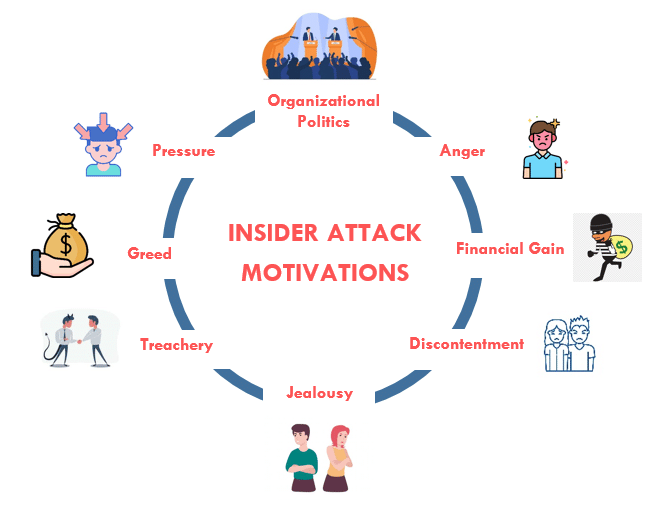 Organizational
Politics
Pressure
Anger
INSIDER ATTACK
MOTIVATIONS
Greed
Financial Gain
Treachery
Discontentment
Jealousy
$
$